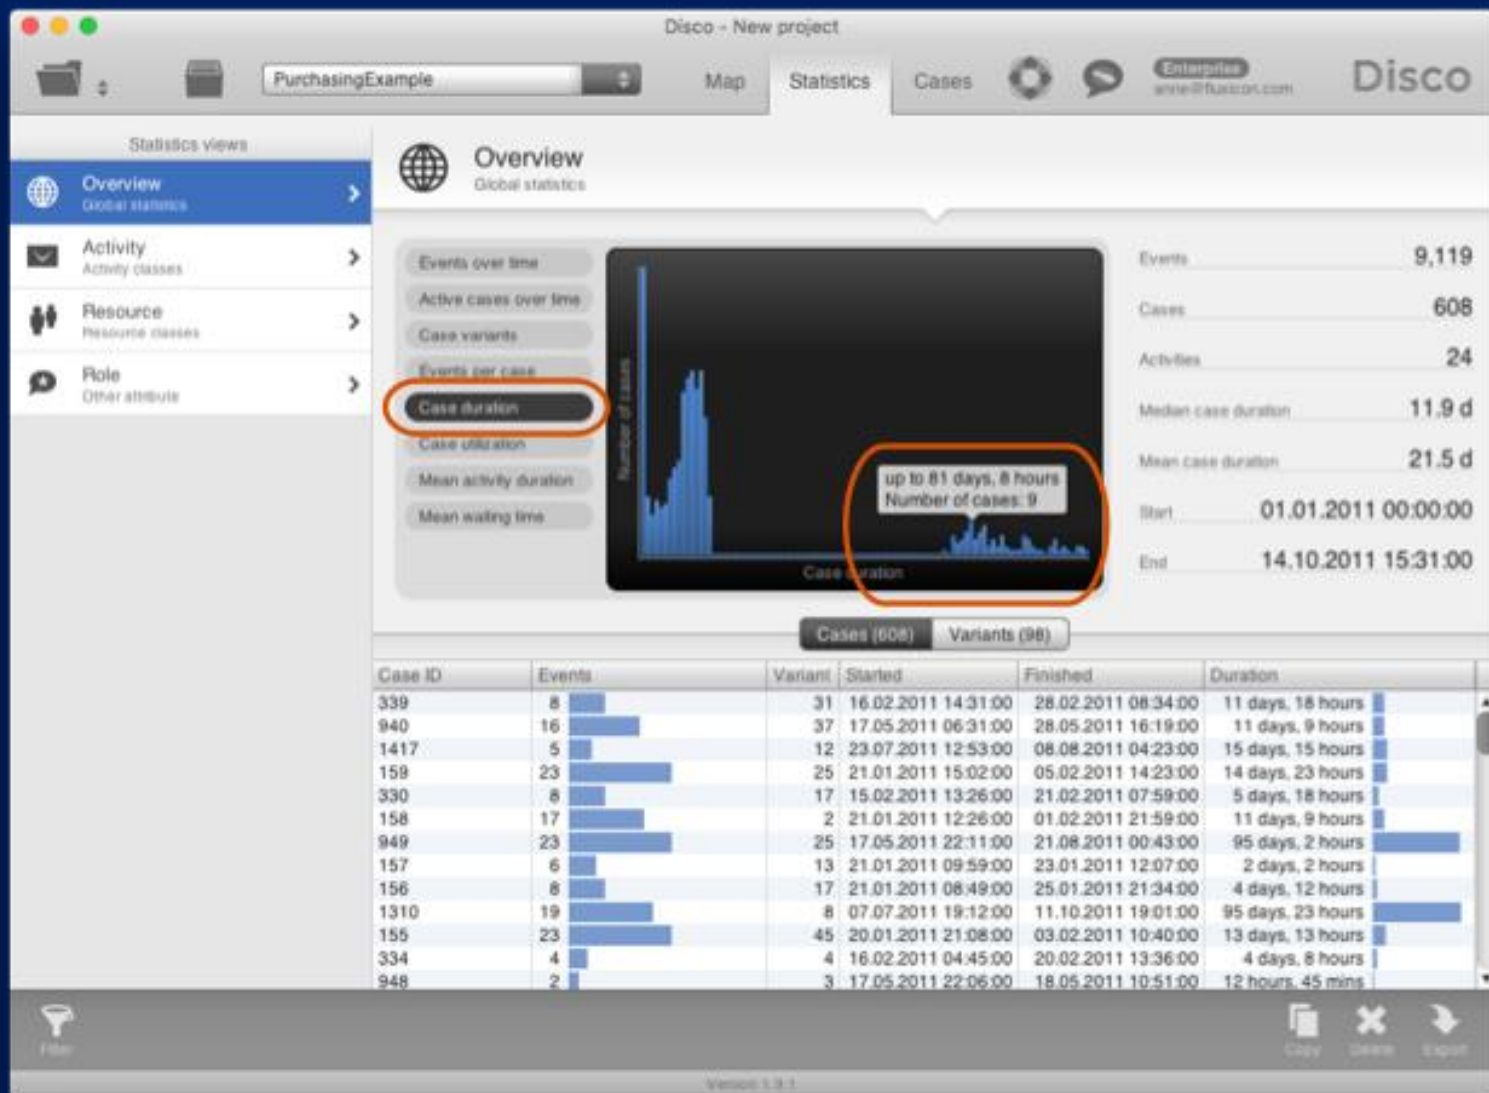 Disco - New project
PurchasingExample
Map
Statistics
Cases
Enterprise
anne@fluxicon.com
Disco
Statistics views
Overview
Global statistics
Activity
Activity classes
Resource
Resource classes
Role
Other attribute
Overview
Global statistics
Events over time
Active cases over time
Case variants
Events per case
Case duration
Case utilization
Mean activity duration
Mean waiting time
Number of cases
up to 81 days, 8 hours
Number of cases: 9
Case duration
Events 9,119
Cases 608
Activities 24
Median case duration 11.9 d
Mean case duration 21.5 d
Start 01.01.2011 00:00:00
End 14.10.2011 15:31:00
Cases (608) Variants (98)
Case ID Events Variant Started Finished Duration
339 8 31 16.02.2011 14:31:00 28.02.2011 08:34:00 11 days, 18 hours
940 16 37 17.05.2011 06:31:00 28.05.2011 16:19:00 11 days, 9 hours
1417 5 12 23.07.2011 12:53:00 08.08.2011 04:23:00 15 days, 15 hours
159 23 25 21.01.2011 15:02:00 05.02.2011 14:23:00 14 days, 23 hours
330 8 17 15.02.2011 13:26:00 21.02.2011 07:59:00 5 days, 18 hours
158 17 2 21.01.2011 12:26:00 01.02.2011 21:59:00 11 days, 9 hours
949 23 25 17.05.2011 22:11:00 21.08.2011 00:43:00 95 days, 2 hours
157 6 13 21.01.2011 09:59:00 23.01.2011 12:07:00 2 days, 2 hours
156 8 17 21.01.2011 08:49:00 25.01.2011 21:34:00 4 days, 12 hours
1310 19 8 07.07.2011 19:12:00 11.10.2011 19:01:00 95 days, 23 hours
155 23 45 20.01.2011 21:08:00 03.02.2011 10:40:00 13 days, 13 hours
334 4 4 16.02.2011 04:45:00 20.02.2011 13:36:00 4 days, 8 hours
948 2 3 17.05.2011 22:06:00 18.05.2011 10:51:00 12 hours, 45 mins
Filter
Copy
Delete
Export
Version 1.9.1